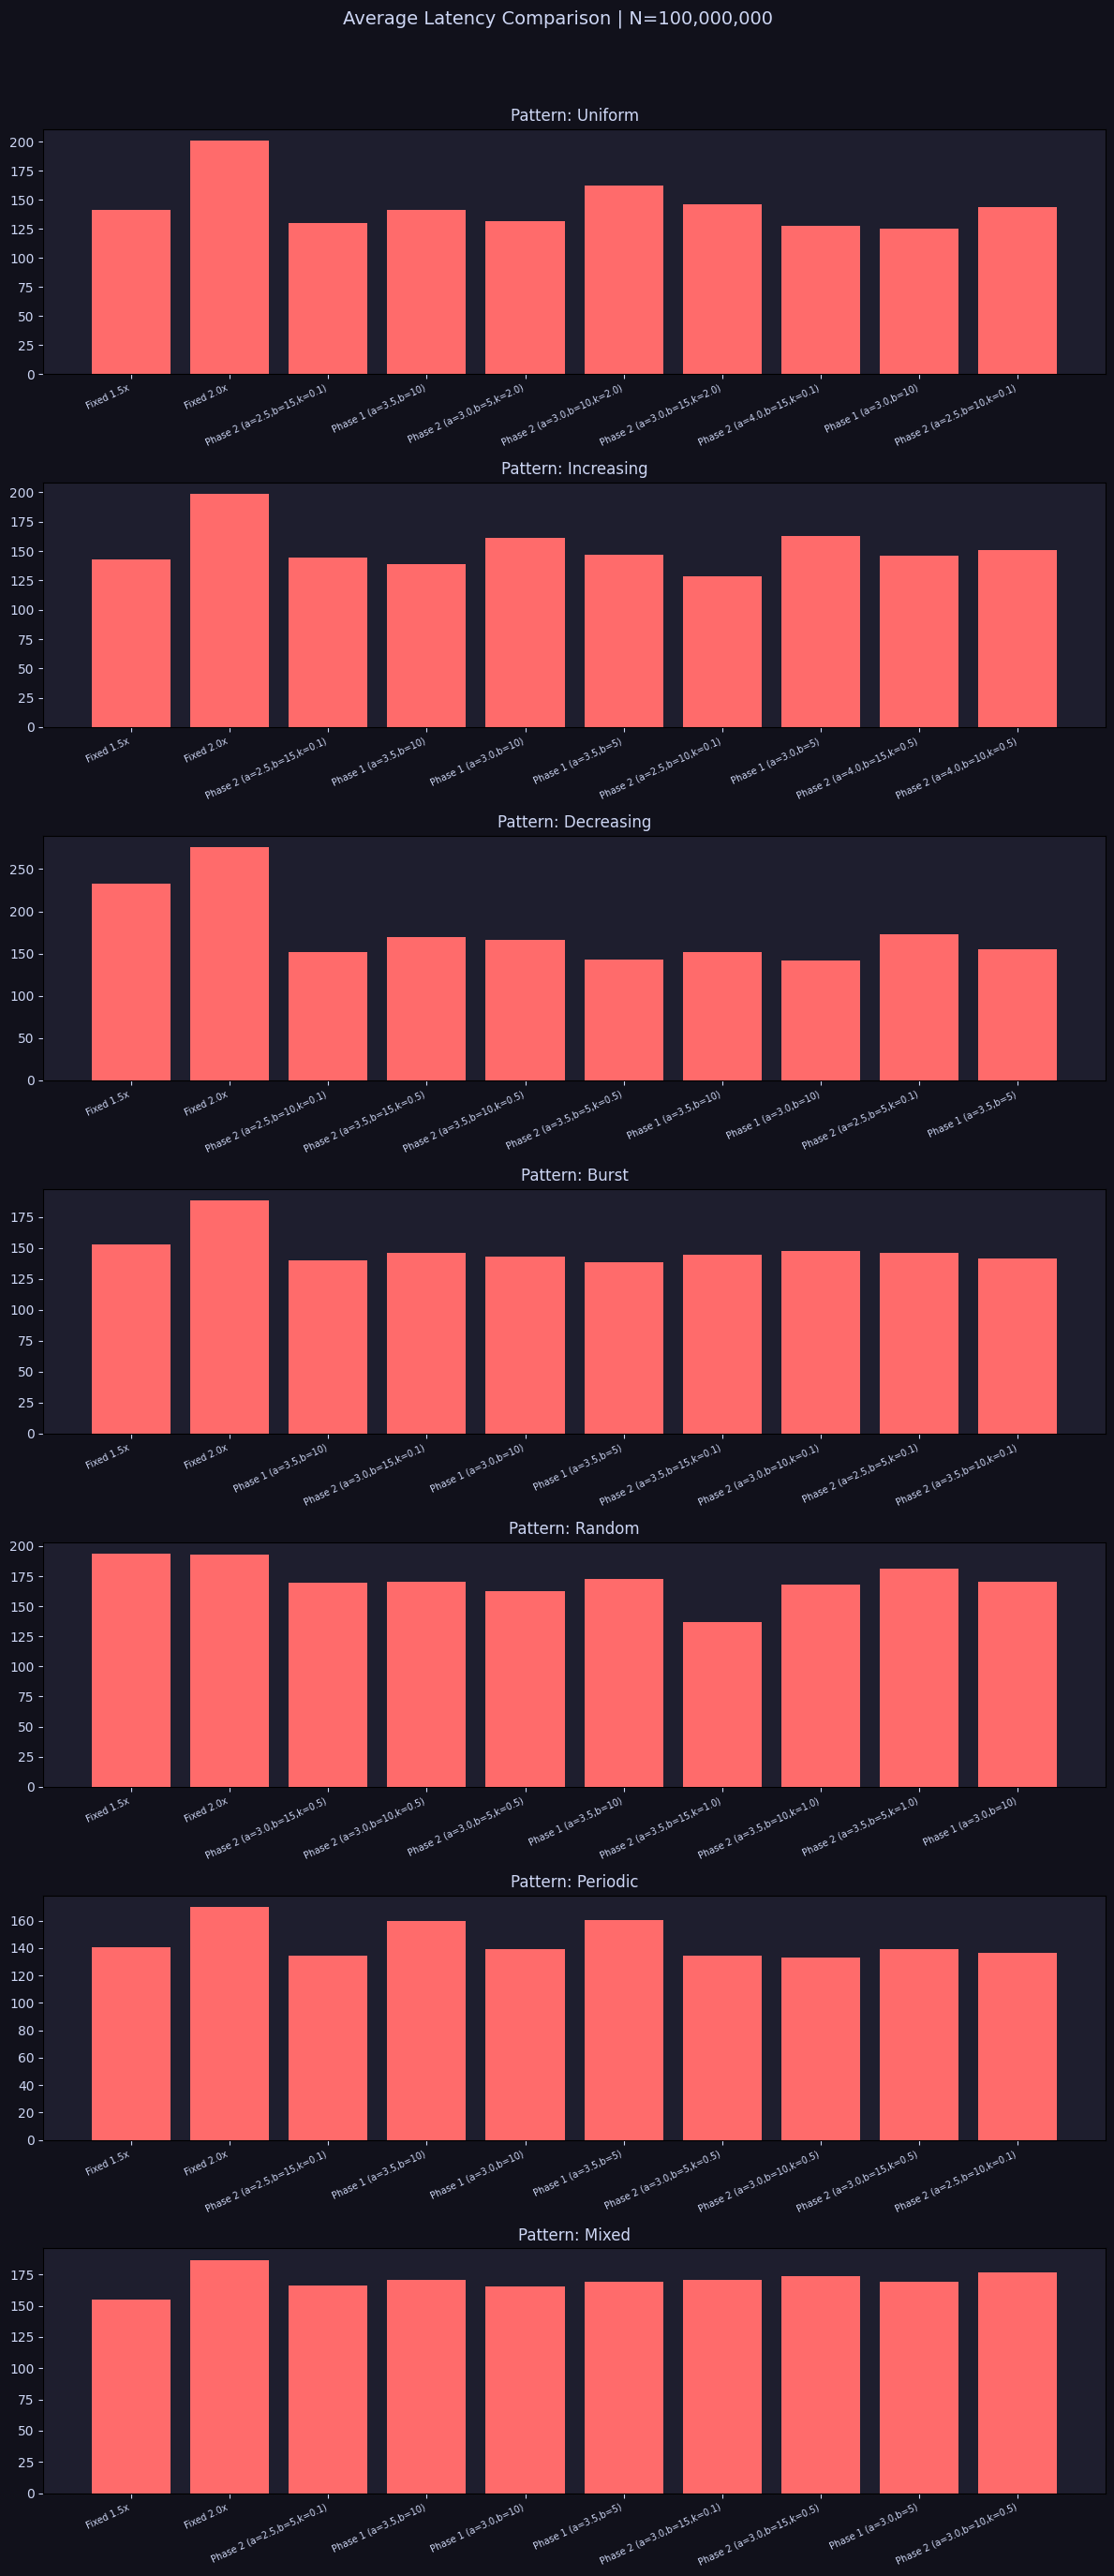 Average Latency Comparison | N=100,000,000
Pattern: Uniform
200
175
150
125
100
75
50
25
0
Fixed 1.5x
Fixed 2.0x
Phase 2 (a=2.5,b=15,k=0.1)
Phase 1 (a=3.5,b=10)
Phase 2 (a=3.0,b=5,k=2.0)
Phase 2 (a=3.0,b=10,k=2.0)
Phase 2 (a=3.0,b=15,k=2.0)
Phase 2 (a=4.0,b=15,k=0.1)
Phase 1 (a=3.0,b=10)
Phase 2 (a=2.5,b=10,k=0.1)
Pattern: Increasing
200
175
150
125
100
75
50
25
0
Fixed 1.5x
Fixed 2.0x
Phase 2 (a=2.5,b=15,k=0.1)
Phase 1 (a=3.5,b=10)
Phase 1 (a=3.0,b=10)
Phase 1 (a=3.5,b=5)
Phase 2 (a=2.5,b=10,k=0.1)
Phase 1 (a=3.0,b=5)
Phase 2 (a=4.0,b=15,k=0.5)
Phase 2 (a=4.0,b=10,k=0.5)
Pattern: Decreasing
250
200
150
100
50
0
Fixed 1.5x
Fixed 2.0x
Phase 2 (a=2.5,b=10,k=0.1)
Phase 2 (a=3.5,b=15,k=0.5)
Phase 2 (a=3.5,b=10,k=0.5)
Phase 2 (a=3.5,b=5,k=0.5)
Phase 1 (a=3.5,b=10)
Phase 1 (a=3.0,b=10)
Phase 2 (a=2.5,b=5,k=0.1)
Phase 1 (a=3.5,b=5)
Pattern: Burst
175
150
125
100
75
50
25
0
Fixed 1.5x
Fixed 2.0x
Phase 1 (a=3.5,b=10)
Phase 2 (a=3.0,b=15,k=0.1)
Phase 1 (a=3.0,b=10)
Phase 1 (a=3.5,b=5)
Phase 2 (a=3.5,b=15,k=0.1)
Phase 2 (a=3.0,b=10,k=0.1)
Phase 2 (a=2.5,b=5,k=0.1)
Phase 2 (a=3.5,b=10,k=0.1)
Pattern: Random
200
175
150
125
100
75
50
25
0
Fixed 1.5x
Fixed 2.0x
Phase 2 (a=3.0,b=15,k=0.5)
Phase 2 (a=3.0,b=10,k=0.5)
Phase 2 (a=3.0,b=5,k=0.5)
Phase 1 (a=3.5,b=10)
Phase 2 (a=3.5,b=15,k=1.0)
Phase 2 (a=3.5,b=10,k=1.0)
Phase 2 (a=3.5,b=5,k=1.0)
Phase 1 (a=3.0,b=10)
Pattern: Periodic
160
140
120
100
80
60
40
20
0
Fixed 1.5x
Fixed 2.0x
Phase 2 (a=2.5,b=15,k=0.1)
Phase 1 (a=3.5,b=10)
Phase 1 (a=3.0,b=10)
Phase 1 (a=3.5,b=5)
Phase 2 (a=3.0,b=5,k=0.5)
Phase 2 (a=3.0,b=10,k=0.5)
Phase 2 (a=3.0,b=15,k=0.5)
Phase 2 (a=2.5,b=10,k=0.1)
Pattern: Mixed
175
150
125
100
75
50
25
0
Fixed 1.5x
Fixed 2.0x
Phase 2 (a=2.5,b=5,k=0.1)
Phase 1 (a=3.5,b=10)
Phase 1 (a=3.0,b=10)
Phase 1 (a=3.5,b=5)
Phase 2 (a=3.0,b=15,k=0.1)
Phase 2 (a=3.0,b=15,k=0.5)
Phase 1 (a=3.0,b=5)
Phase 2 (a=3.0,b=10,k=0.5)